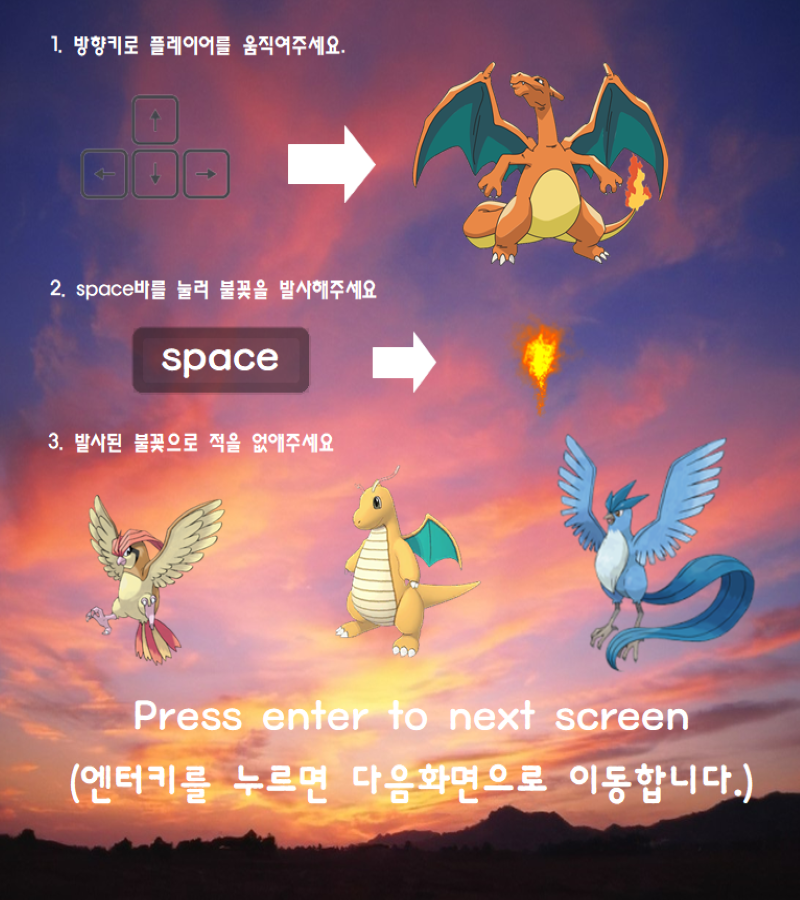 1. 방향키로 플레이어를 움직여주세요.
↑
← ↓ →
2. space바를 눌러 불꽃을 발사해주세요
space
3. 발사된 불꽃으로 적을 없애주세요
Press enter to next screen
(엔터키를 누르면 다음화면으로 이동합니다.)